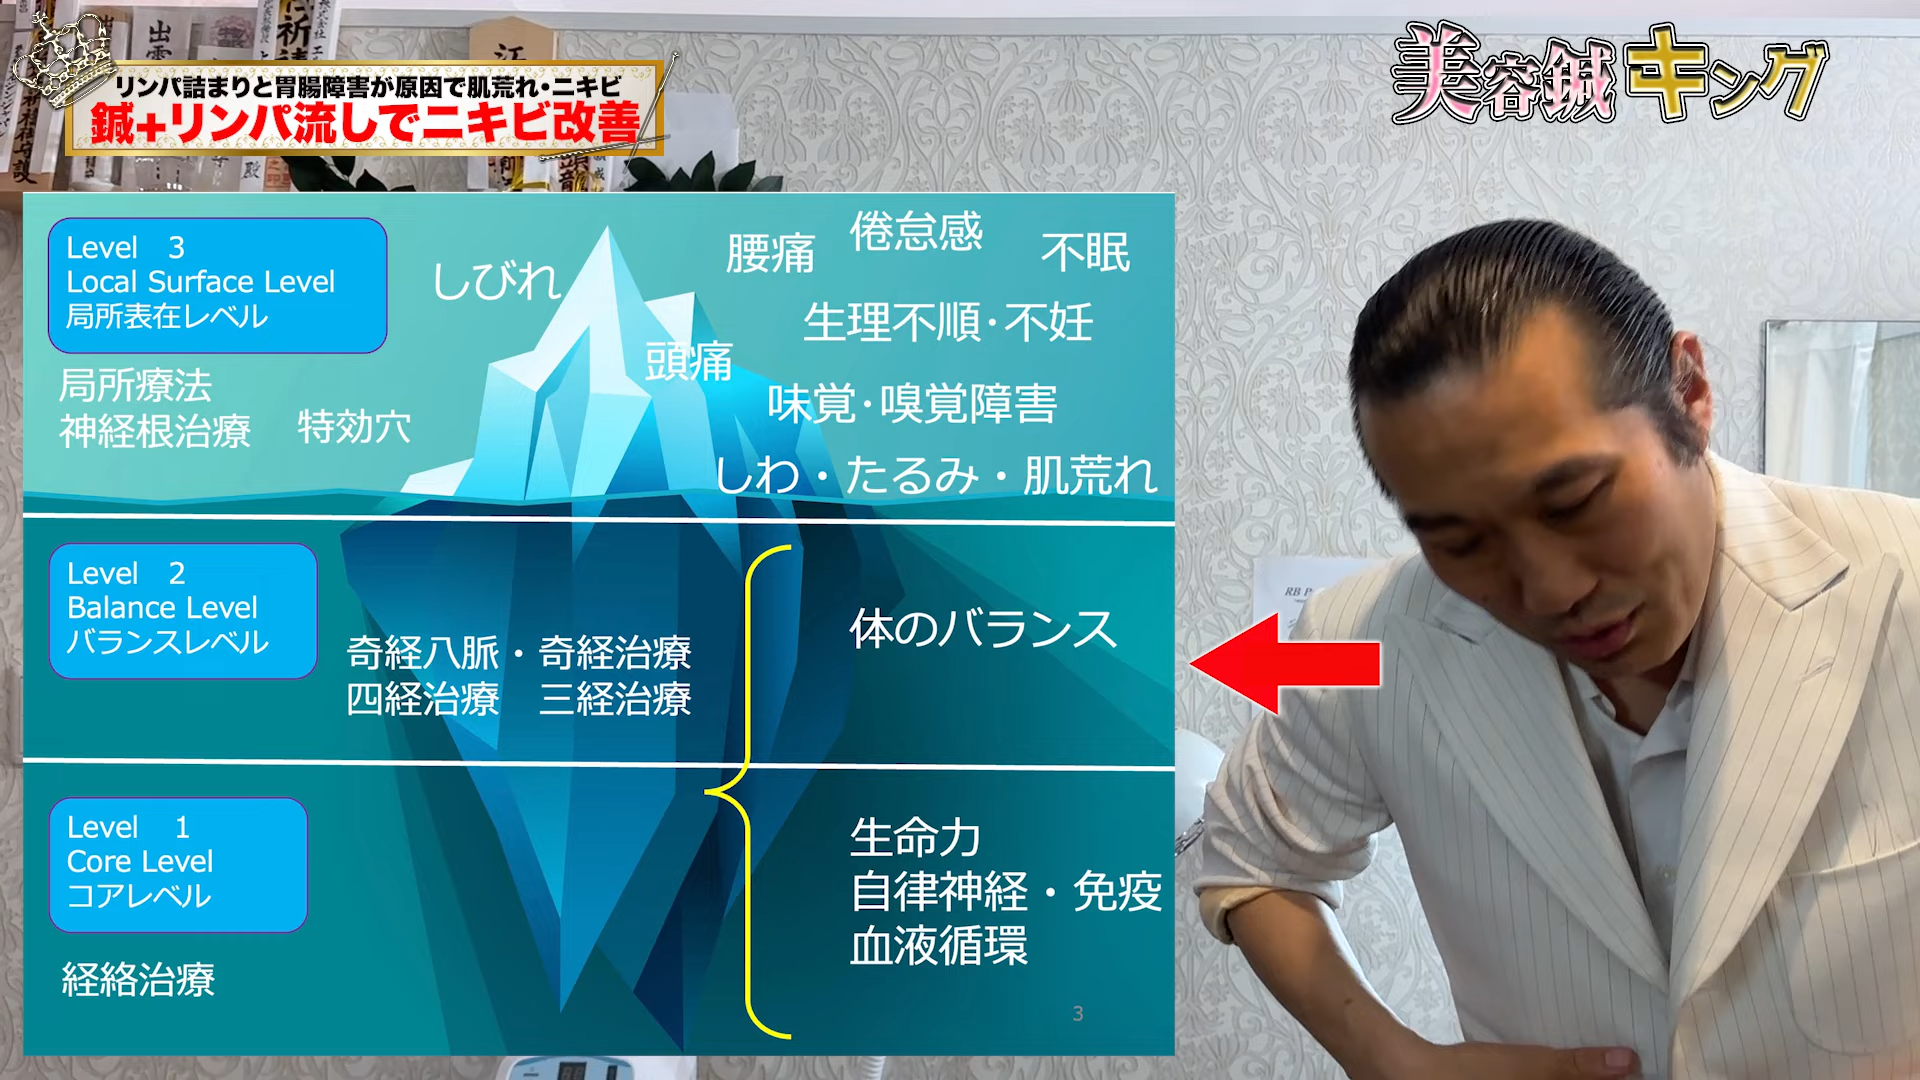 リンパ詰まりと胃腸障害が原因で肌荒れ・ニキビ
鍼+リンパ流しでニキビ改善
美容鍼キング
出雲
祈
江
殿
Level 3
Local Surface Level
局所表在レベル
局所療法
神経根治療 特効穴
しびれ
腰痛 倦怠感 不眠
生理不順・不妊
頭痛
味覚・嗅覚障害
しわ・たるみ・肌荒れ
Level 2
Balance Level
バランスレベル
奇経八脈・奇経治療
四経治療 三経治療
体のバランス
Level 1
Core Level
コアレベル
経絡治療
生命力
自律神経・免疫
血液循環
3
RB P